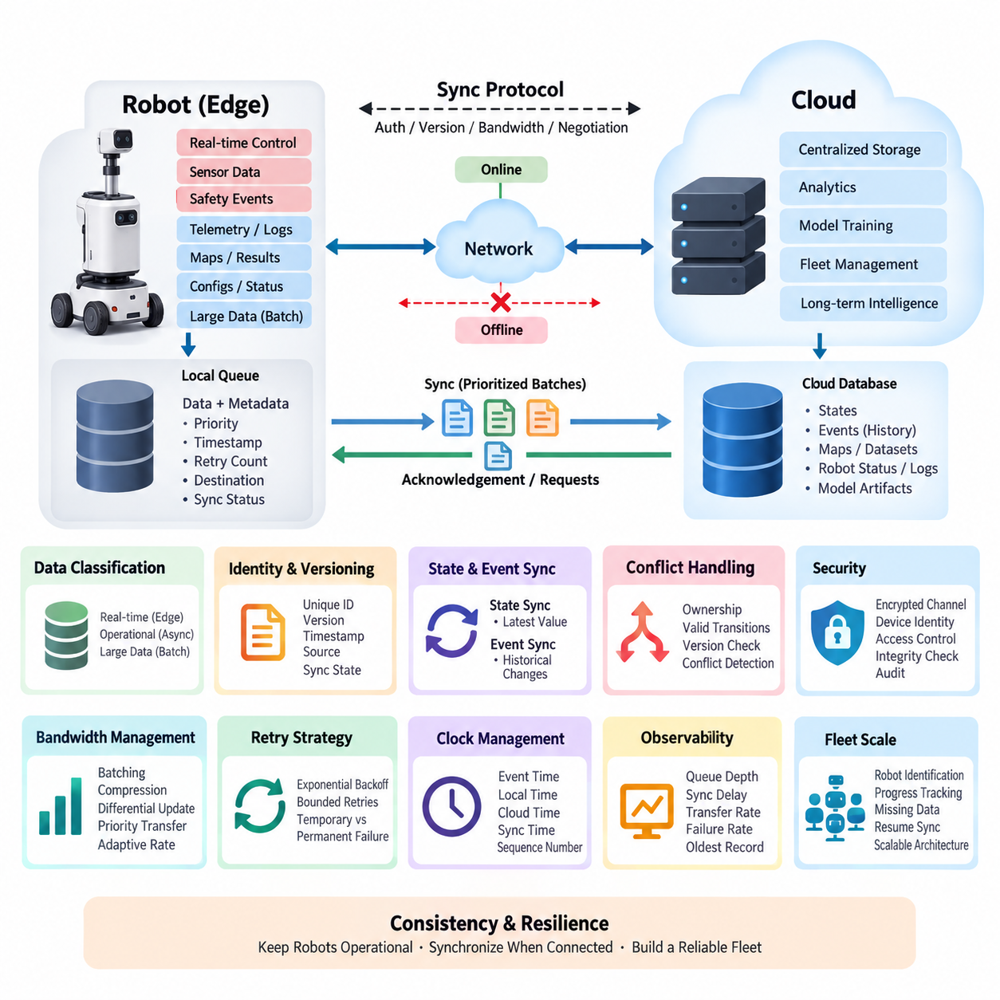 Robot (Edge)
Real-time Control
Sensor Data
Safety Events
Telemetry / Logs
Maps / Results
Configs / Status
Large Data (Batch)
Local Queue
Data + Metadata
• Priority
• Timestamp
• Retry Count
• Destination
• Sync Status
Sync Protocol
Auth / Version / Bandwidth / Negotiation
Online
Network
Offline
Sync (Prioritized Batches)
Acknowledgement / Requests
Cloud
Centralized Storage
Analytics
Model Training
Fleet Management
Long-term Intelligence
Cloud Database
• States
• Events (History)
• Maps / Datasets
• Robot Status / Logs
• Model Artifacts
Data Classification
Real-time (Edge)
Operational (Async)
Large Data (Batch)
Identity & Versioning
Unique ID
Version
Timestamp
Source
Sync State
State & Event Sync
State Sync
• Latest Value
Event Sync
• Historical
Changes
Conflict Handling
Ownership
Valid Transitions
Version Check
Conflict Detection
Security
Encrypted Channel
Device Identity
Access Control
Integrity Check
Audit
Bandwidth Management
Batching
Compression
Differential Update
Priority Transfer
Adaptive Rate
Retry Strategy
Exponential Backoff
Bounded Retries
Temporary vs
Permanent Failure
Clock Management
Event Time
Local Time
Cloud Time
Sync Time
Sequence Number
Observability
Queue Depth
Sync Delay
Transfer Rate
Failure Rate
Oldest Record
Fleet Scale
Robot Identification
Progress Tracking
Missing Data
Resume Sync
Scalable Architecture
Consistency & Resilience
Keep Robots Operational · Synchronize When Connected · Build a Reliable Fleet